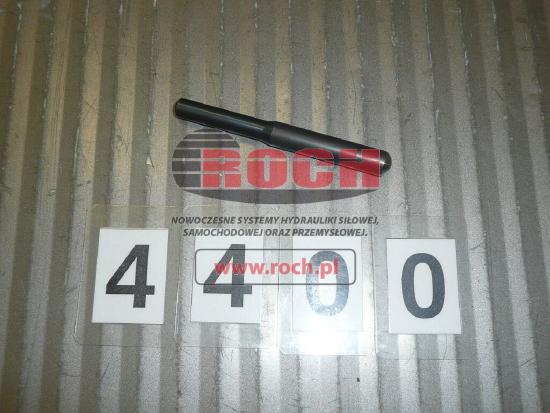 ROCH
NOWOCZESNE SYSTEMY HYDRAULIKI SIŁOWEJ,
SAMOCHODOWEJ ORAZ PRZEMYSŁOWEJ.
www.roch.pl
4 4 0 0